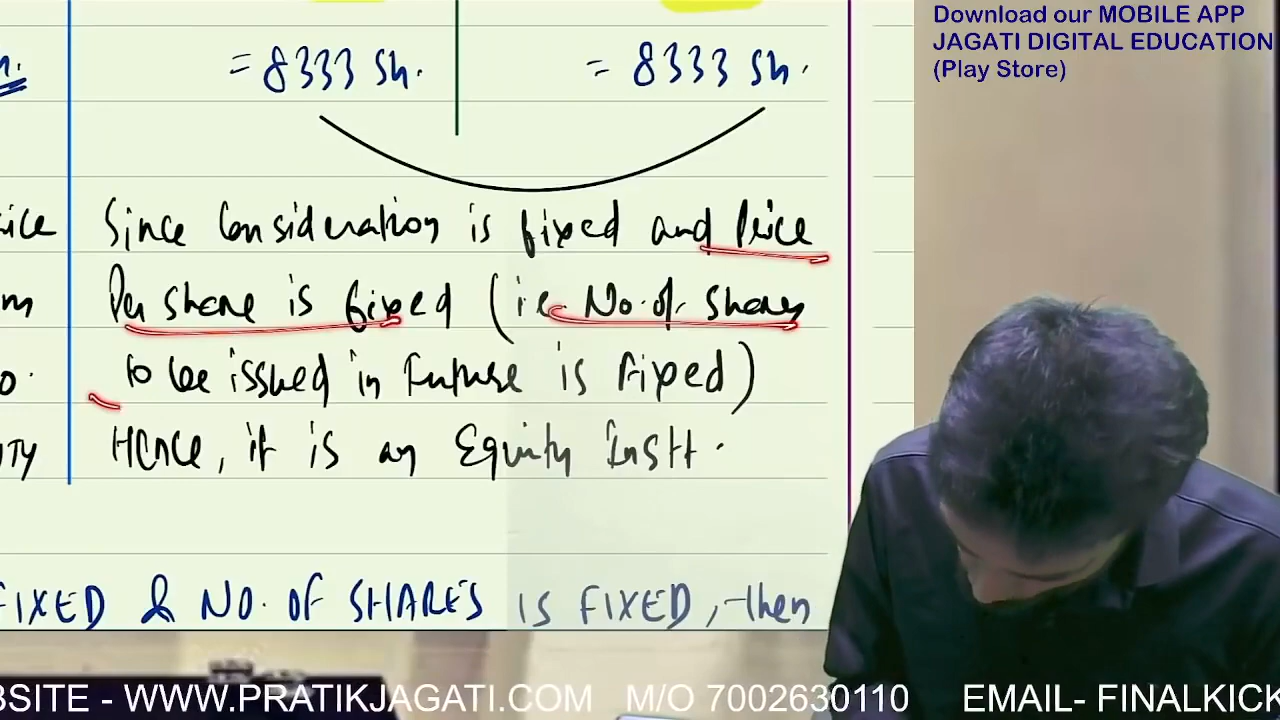 Download our MOBILE APP
JAGATI DIGITAL EDUCATION
(Play Store)
= 8333 sh.
= 8333 sh.
Since Consideration is fixed and Price
Per share is fixed (i.e. No. of. shares
to be issued in Future is Fixed)
Hence, it is an Equity Instt.
FIXED & NO. OF SHARES IS FIXED, then
BSITE - WWW.PRATIKJAGATI.COM M/O 7002630110 EMAIL- FINALKICK